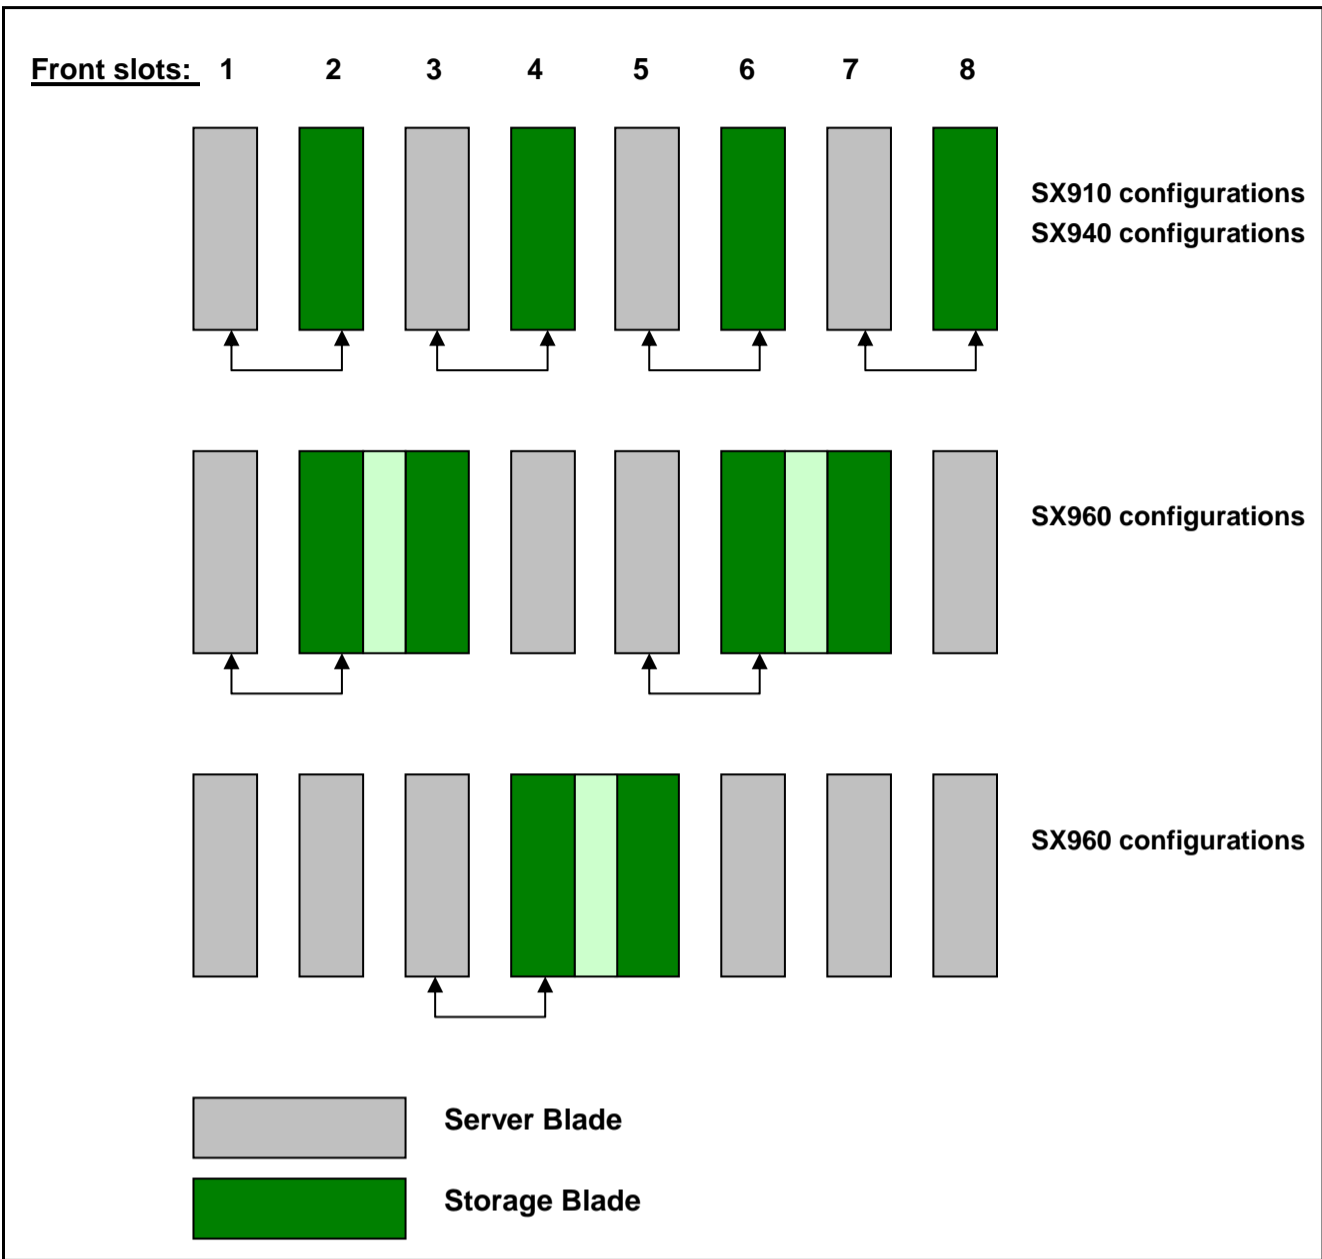 Front slots: 1 2 3 4 5 6 7 8
SX910 configurations
SX940 configurations
SX960 configurations
SX960 configurations
Server Blade
Storage Blade